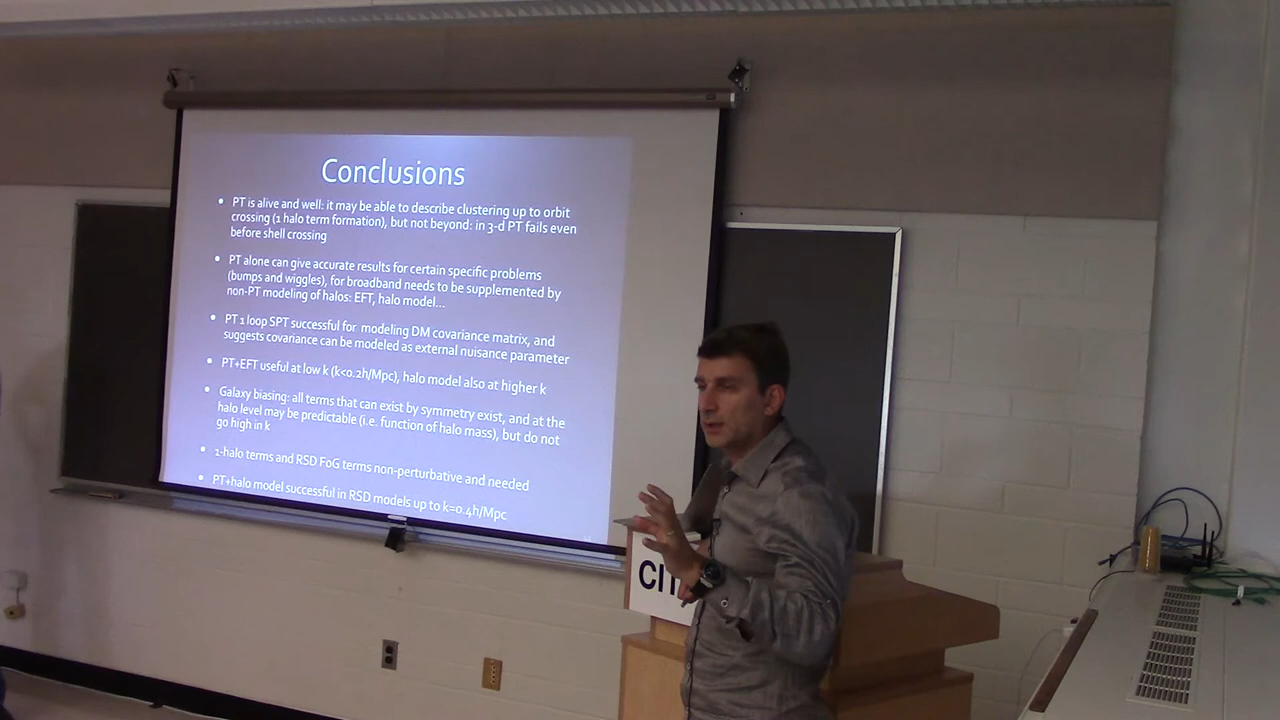 Conclusions
• PT is alive and well: it may be able to describe clustering up to orbit
crossing (1 halo term formation), but not beyond: in 3-d PT fails even
before shell crossing
• PT alone can give accurate results for certain specific problems
(bumps and wiggles), for broadband needs to be supplemented by
non-PT modeling of halos: EFT, halo model...
• PT 1 loop SPT successful for modeling DM covariance matrix, and
suggests covariance can be modeled as external nuisance parameter
• PT+EFT useful at low k (k<0.2h/Mpc), halo model also at higher k
• Galaxy biasing: all terms that can exist by symmetry exist, and at the
halo level may be predictable (i.e. function of halo mass), but do not
go high in k
• 1-halo terms and RSD FoG terms non-perturbative and needed
• PT+halo model successful in RSD models up to k=0.4h/Mpc
CIT